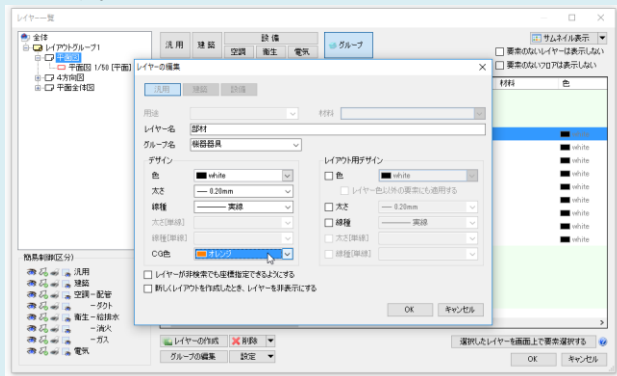 レイヤー一覧
全体
レイアウトグループ1
平面図
平面図 1/50 [平面]
4方向図
平面全体図
汎用
建築
設備
空調
衛生
電気
グループ
サムネイル表示
要素のないレイヤーは表示しない
要素のないフロアは表示しない
材料
色
white
white
white
white
white
white
white
レイヤーの編集
汎用
建築
設備
用途
材料
レイヤー名 部材
グループ名 機器器具
デザイン
色 white
太さ 0.20mm
線種 実線
太さ[単線]
線種[単線]
CG色 オレンジ
レイアウト用デザイン
色 white
レイヤー色以外の要素にも適用する
太さ 0.20mm
線種 実線
太さ[単線]
線種[単線]
レイヤーが非検索でも座標指定できるようにする
新しくレイアウトを作成したとき、レイヤーを非表示にする
OK キャンセル
簡易制御(区分)
汎用
建築
空調-配管
-ダクト
衛生-給排水
-消火
-ガス
電気
レイヤーの作成
削除
グループの編集
設定
選択したレイヤーを画面上で要素選択する
OK キャンセル